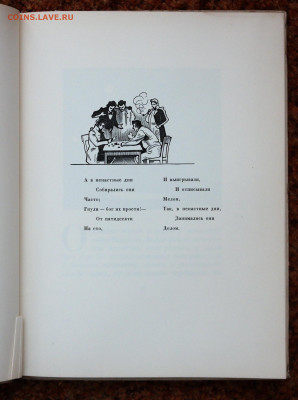 COINS.LAVE.RU
А в ненастные дни
Собирались они
Часто;
Гнули — бог их прости! —
От пятидесяти
На сто,
И выигрывали,
И отписывали
Мелом.
Так, в ненастные дни,
Занимались они
Делом.